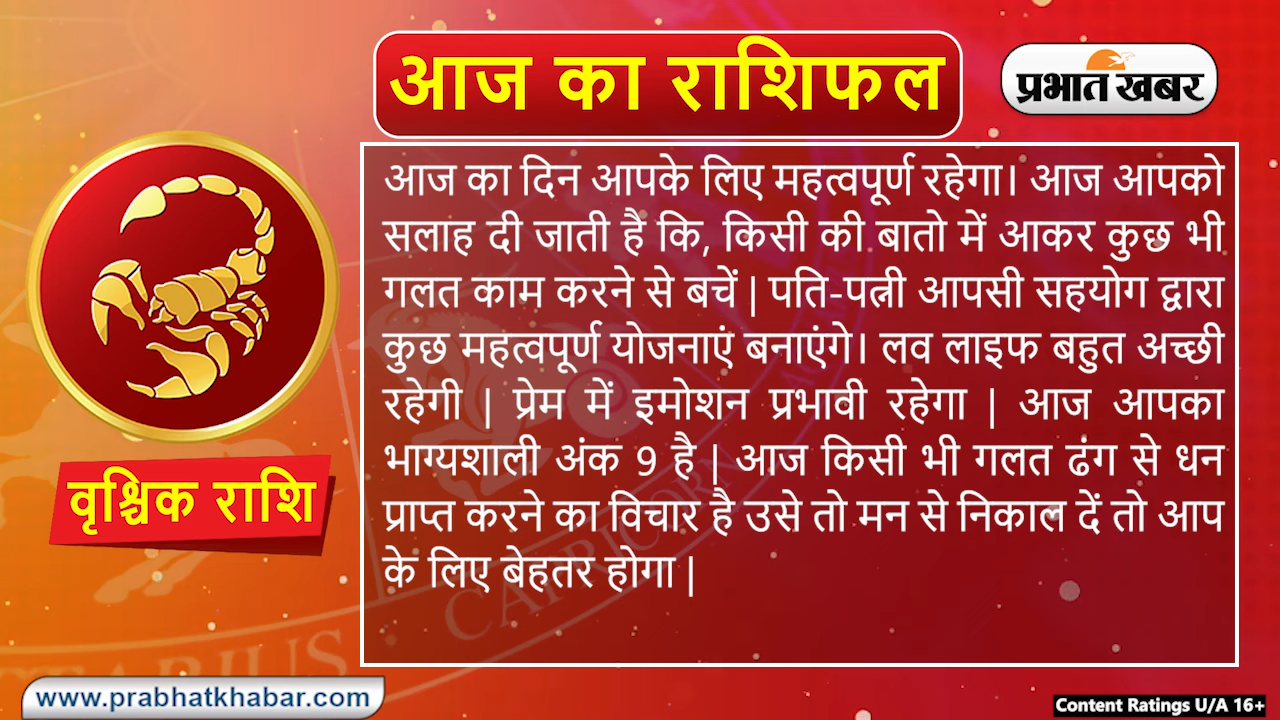 आज का राशिफल
प्रभात खबर
आज का दिन आपके लिए महत्वपूर्ण रहेगा। आज आपको
सलाह दी जाती है कि, किसी की बातो में आकर कुछ भी
गलत काम करने से बचें | पति-पत्नी आपसी सहयोग द्वारा
कुछ महत्वपूर्ण योजनाएं बनाएंगे। लव लाइफ बहुत अच्छी
रहेगी | प्रेम में इमोशन प्रभावी रहेगा | आज आपका
भाग्यशाली अंक 9 है | आज किसी भी गलत ढंग से धन
प्राप्त करने का विचार है उसे तो मन से निकाल दें तो आप
के लिए बेहतर होगा |
वृश्चिक राशि
CAPRICORN
www.prabhatkhabar.com
Content Ratings U/A 16+